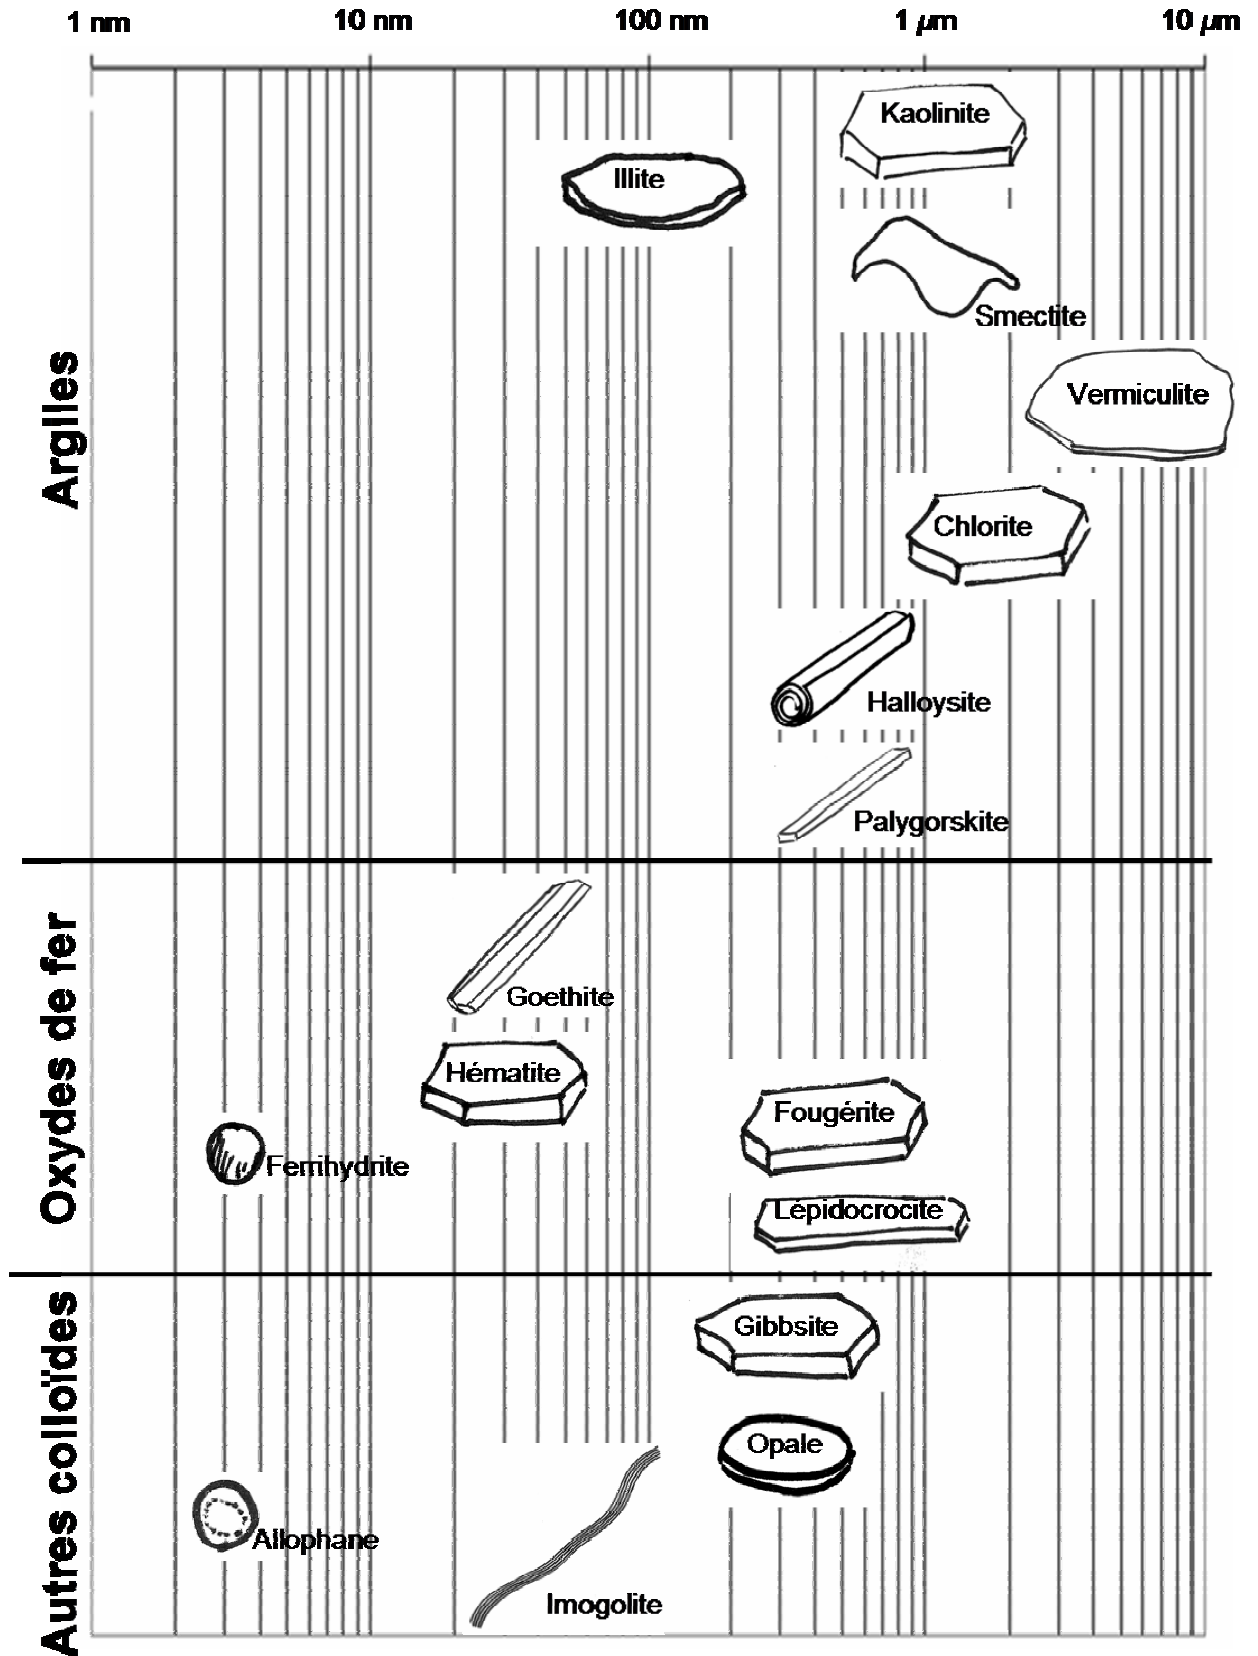 1 nm 10 nm 100 nm 1 µm 10 µm
Argiles
Kaolinite
Illite
Smectite
Vermiculite
Chlorite
Halloysite
Palygorskite
Oxydes de fer
Goethite
Hématite
Fougérite
Ferrihydrite
Lépidocrocite
Autres colloïdes
Gibbsite
Opale
Allophane
Imogolite